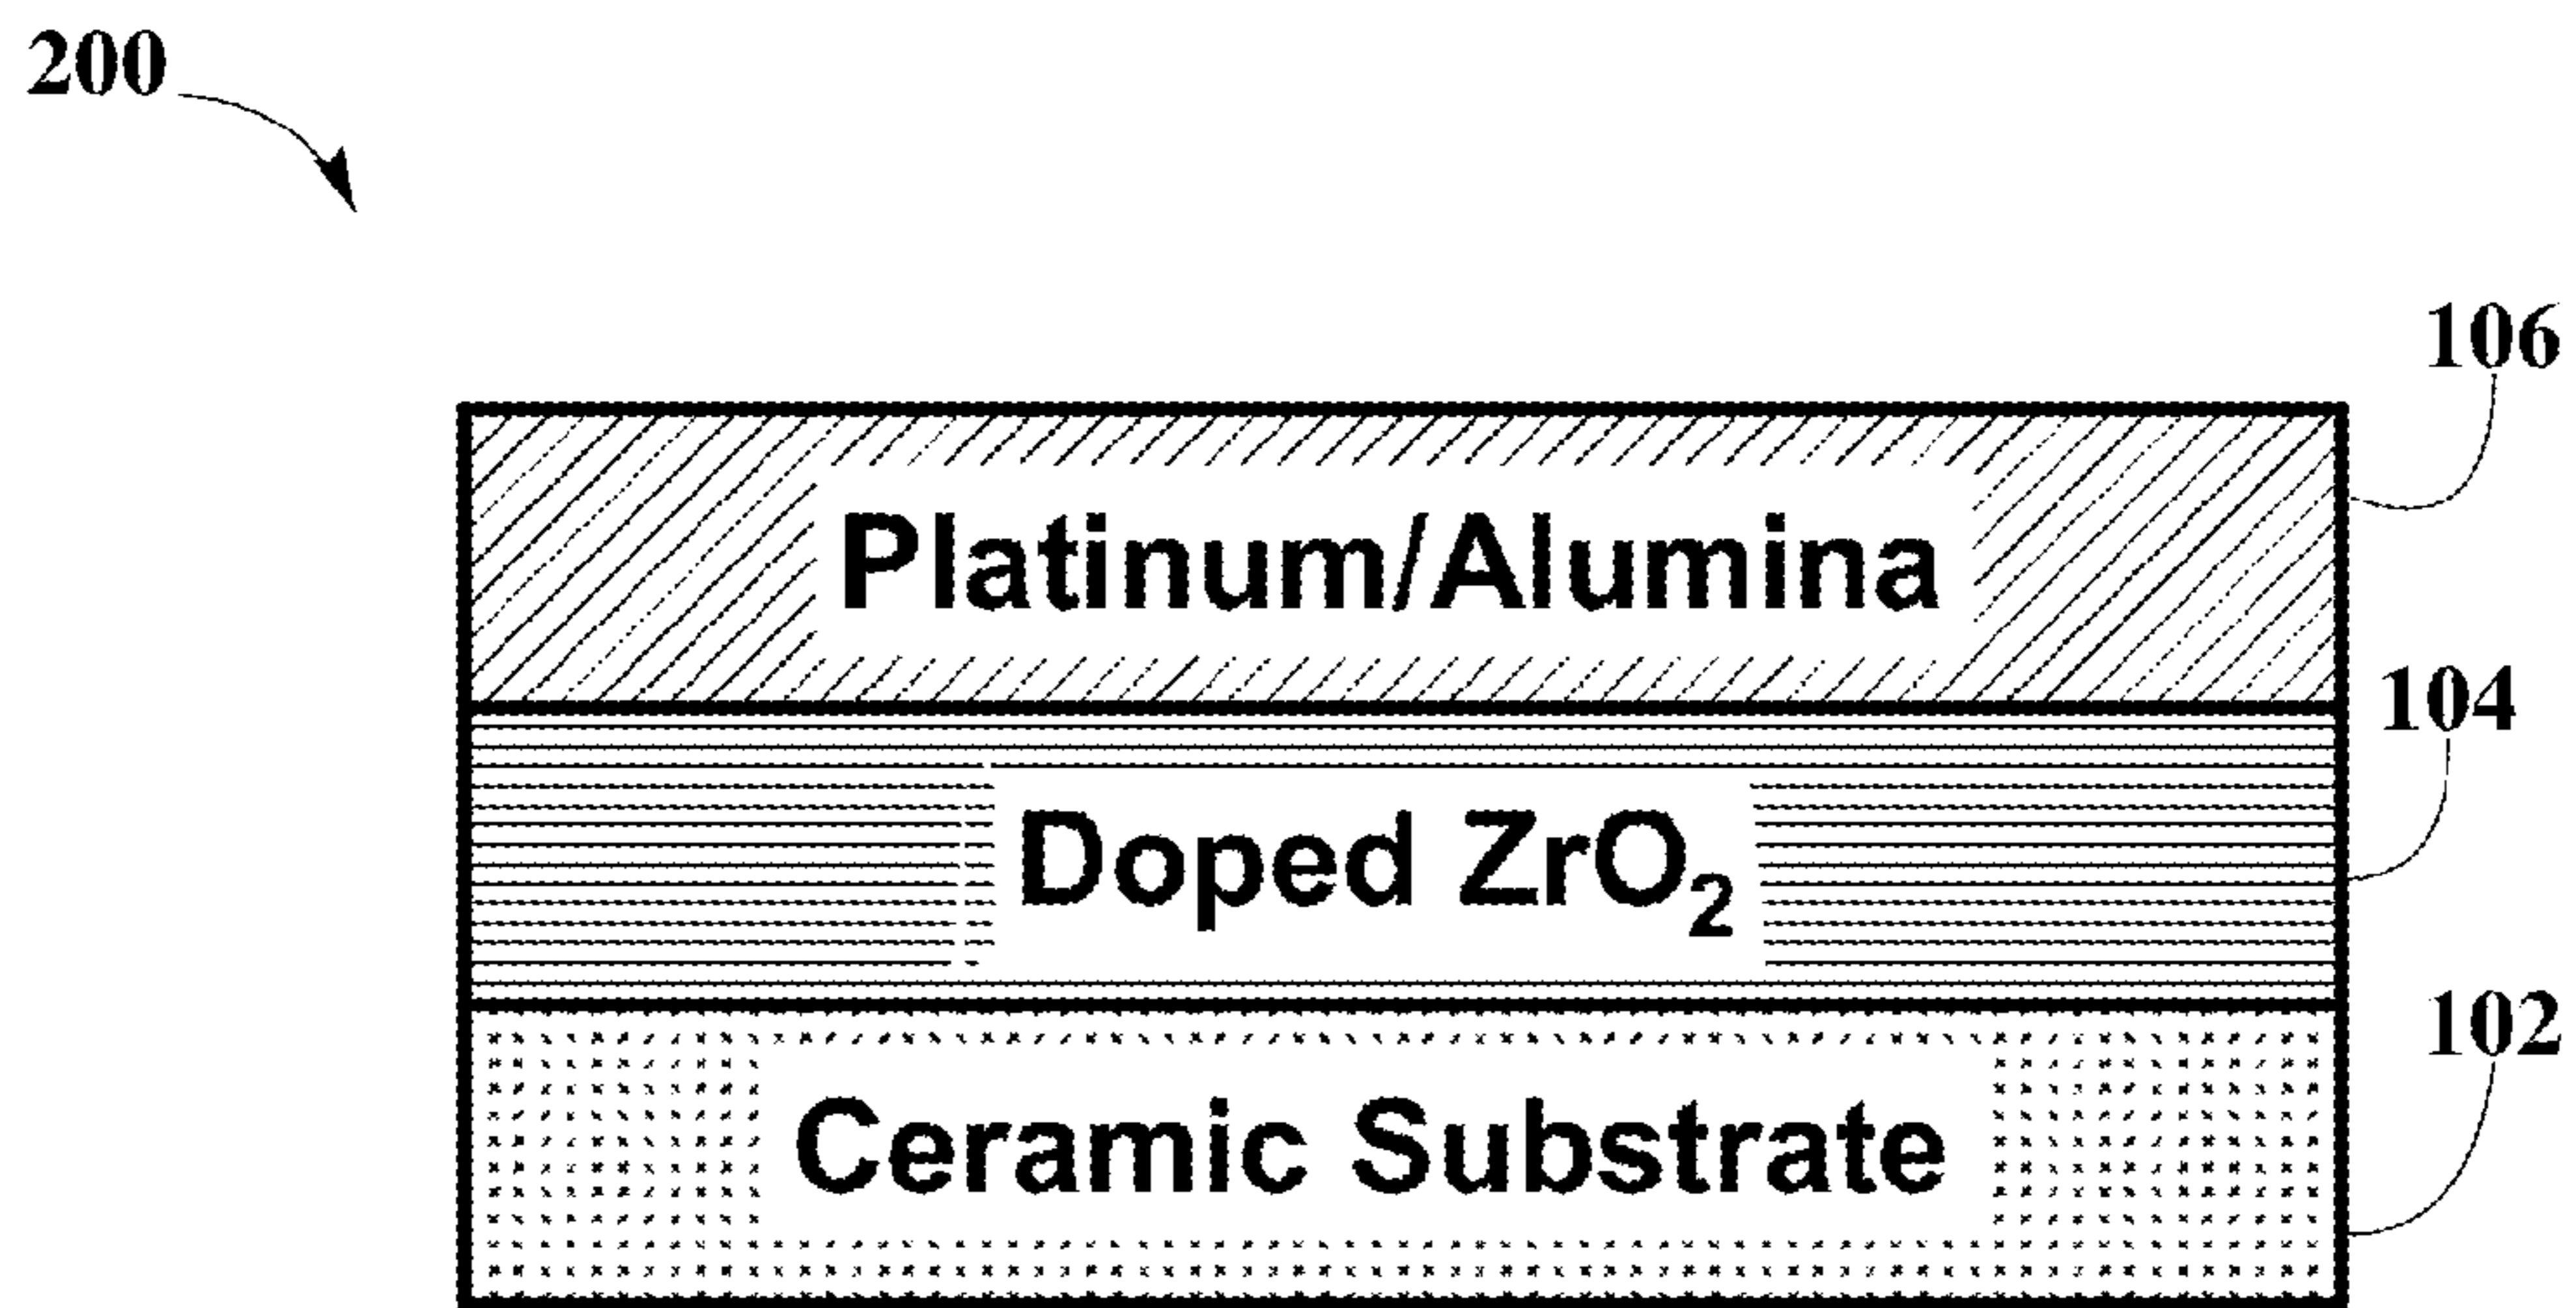 200
106
Platinum/Alumina
104
Doped ZrO₂
102
Ceramic Substrate